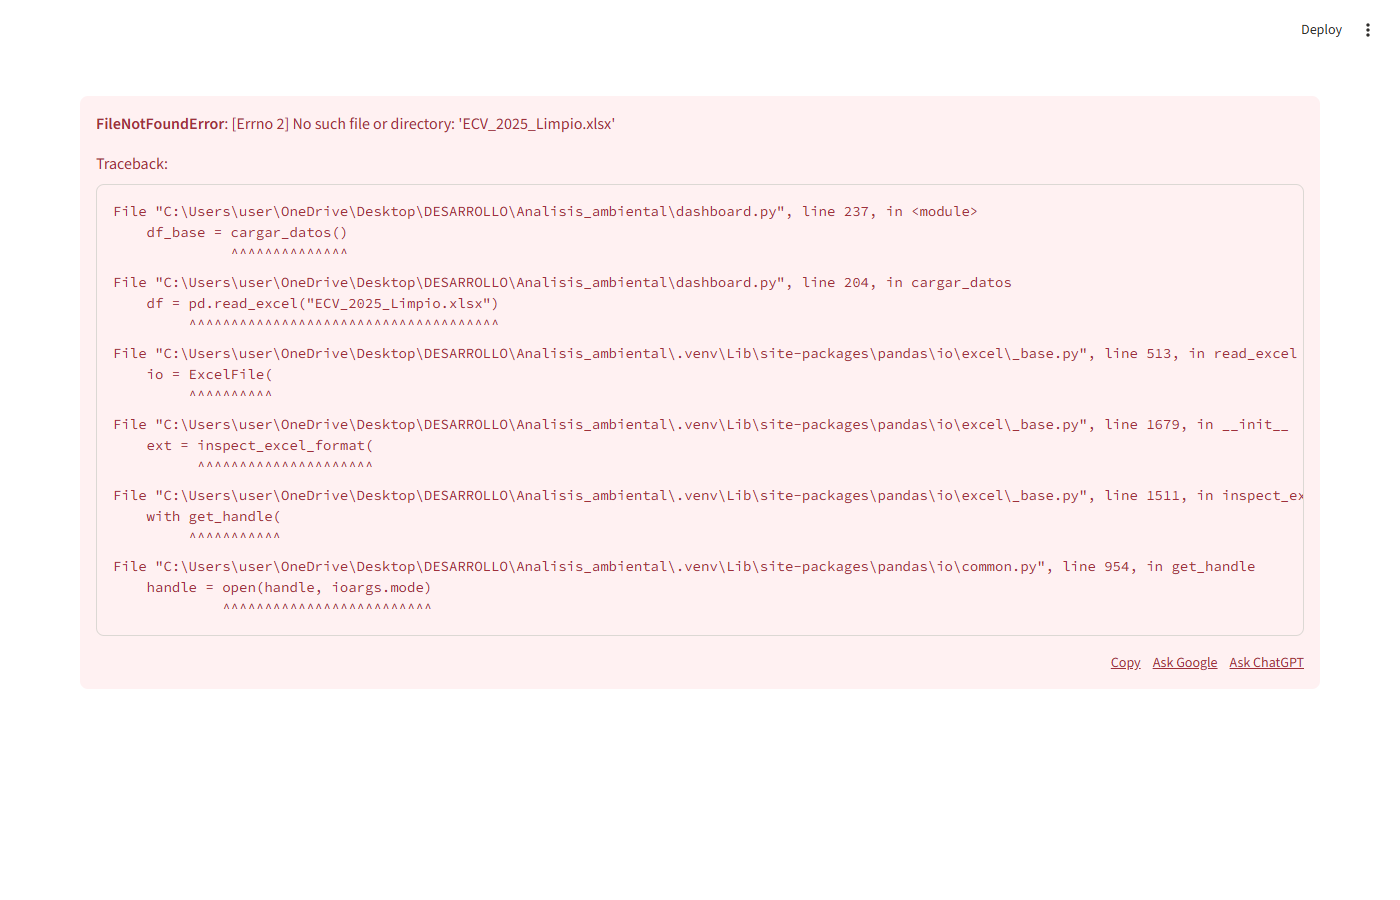 Deploy
FileNotFoundError: [Errno 2] No such file or directory: 'ECV_2025_Limpio.xlsx'
Traceback:
File "C:\Users\user\OneDrive\Desktop\DESARROLLO\Analisis_ambiental\dashboard.py", line 237, in <module>
    df_base = cargar_datos()
              ^^^^^^^^^^^^^^
File "C:\Users\user\OneDrive\Desktop\DESARROLLO\Analisis_ambiental\dashboard.py", line 204, in cargar_datos
    df = pd.read_excel("ECV_2025_Limpio.xlsx")
         ^^^^^^^^^^^^^^^^^^^^^^^^^^^^^^^^^^^^^
File "C:\Users\user\OneDrive\Desktop\DESARROLLO\Analisis_ambiental\.venv\Lib\site-packages\pandas\io\excel\_base.py", line 513, in read_excel
    io = ExcelFile(
         ^^^^^^^^^^
File "C:\Users\user\OneDrive\Desktop\DESARROLLO\Analisis_ambiental\.venv\Lib\site-packages\pandas\io\excel\_base.py", line 1679, in __init__
    ext = inspect_excel_format(
          ^^^^^^^^^^^^^^^^^^^^^
File "C:\Users\user\OneDrive\Desktop\DESARROLLO\Analisis_ambiental\.venv\Lib\site-packages\pandas\io\excel\_base.py", line 1511, in inspect_ex
    with get_handle(
         ^^^^^^^^^^^
File "C:\Users\user\OneDrive\Desktop\DESARROLLO\Analisis_ambiental\.venv\Lib\site-packages\pandas\io\common.py", line 954, in get_handle
    handle = open(handle, ioargs.mode)
             ^^^^^^^^^^^^^^^^^^^^^^^^^
Copy Ask Google Ask ChatGPT